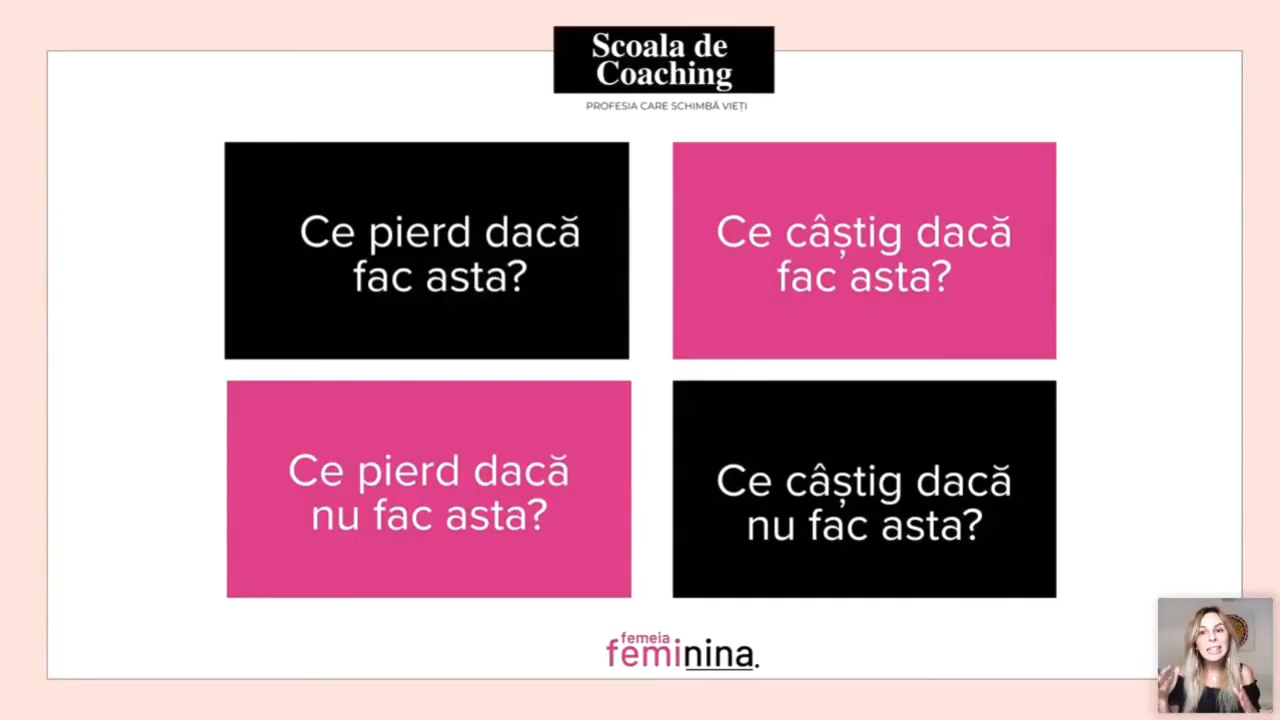 Scoala de
Coaching
PROFESIA CARE SCHIMBĂ VIEȚI
Ce pierd dacă
fac asta?
Ce câștig dacă
fac asta?
Ce pierd dacă
nu fac asta?
Ce câștig dacă
nu fac asta?
femeia
feminina.